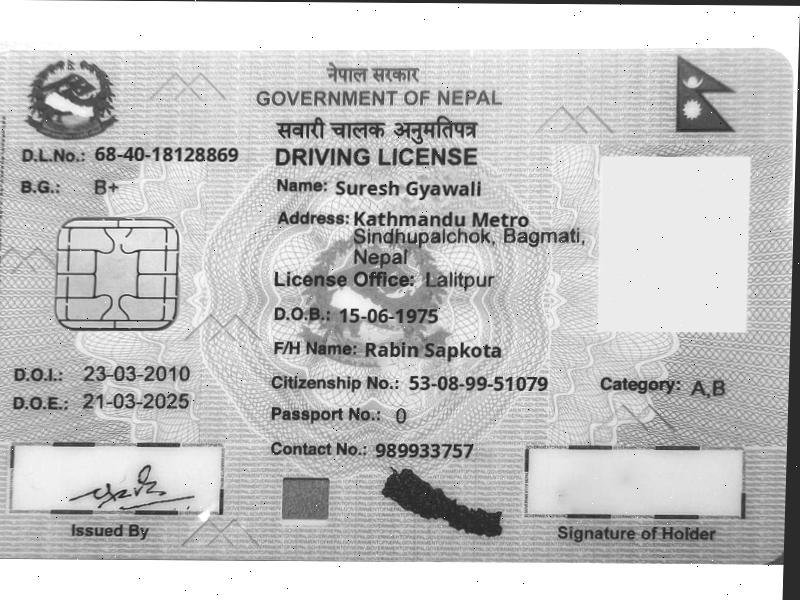 नेपाल सरकार
GOVERNMENT OF NEPAL
सवारी चालक अनुमतिपत्र
DRIVING LICENSE
D.L.No.: 68-40-18128869
B.G.: B+
Name: Suresh Gyawali
Address: Kathmandu Metro
Sindhupalchok, Bagmati,
Nepal
License Office: Lalitpur
D.O.B.: 15-06-1975
F/H Name: Rabin Sapkota
D.O.I.: 23-03-2010
D.O.E.: 21-03-2025
Citizenship No.: 53-08-99-51079
Category: A,B
Passport No.: 0
Contact No.: 989933757
Issued By
Signature of Holder